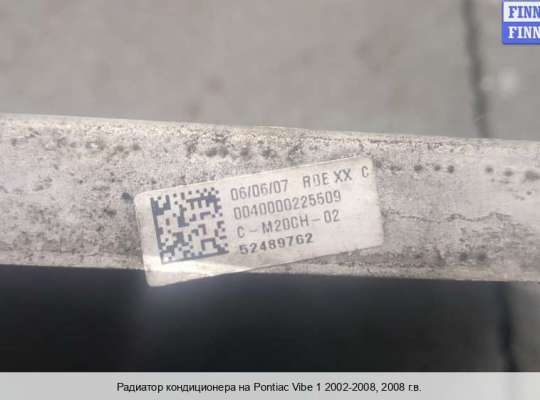 FINN
FINN
06/06/07 R0E XX C
0040000225509
C-M20CH-02
52489762
Радиатор кондиционера на Pontiac Vibe 1 2002-2008, 2008 г.в.